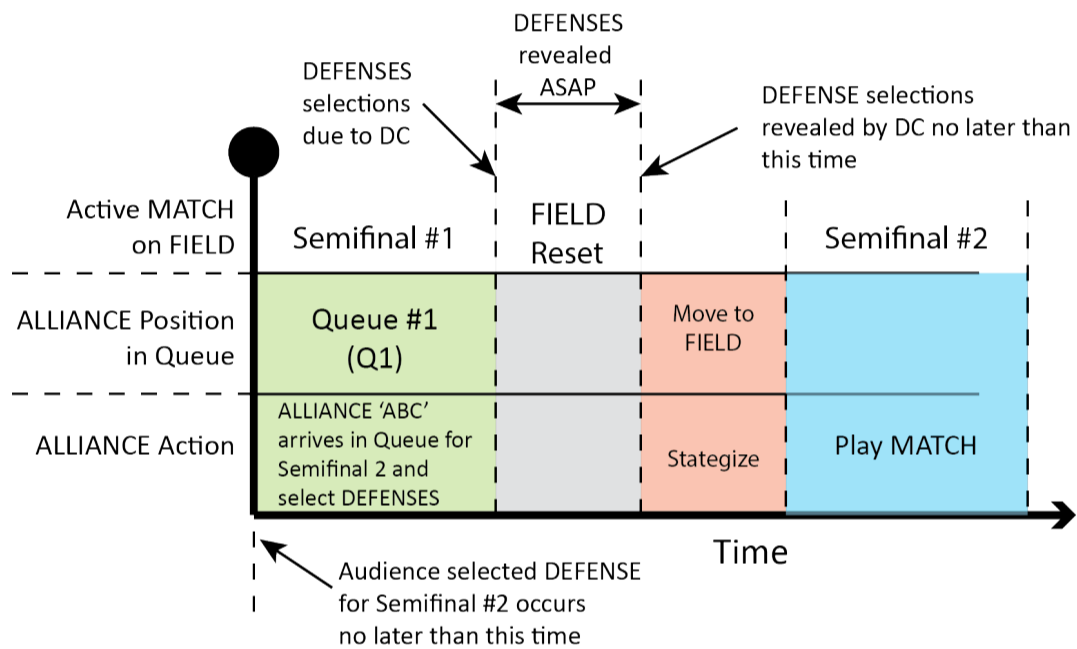 DEFENSES
revealed
ASAP
DEFENSES
selections
due to DC
DEFENSE selections
revealed by DC no later than
this time
Active MATCH
on FIELD
Semifinal #1
FIELD
Reset
Semifinal #2
ALLIANCE Position
in Queue
Queue #1
(Q1)
Move to
FIELD
ALLIANCE Action
ALLIANCE ‘ABC’
arrives in Queue for
Semifinal 2 and
select DEFENSES
Stategize
Play MATCH
Time
Audience selected DEFENSE
for Semifinal #2 occurs
no later than this time